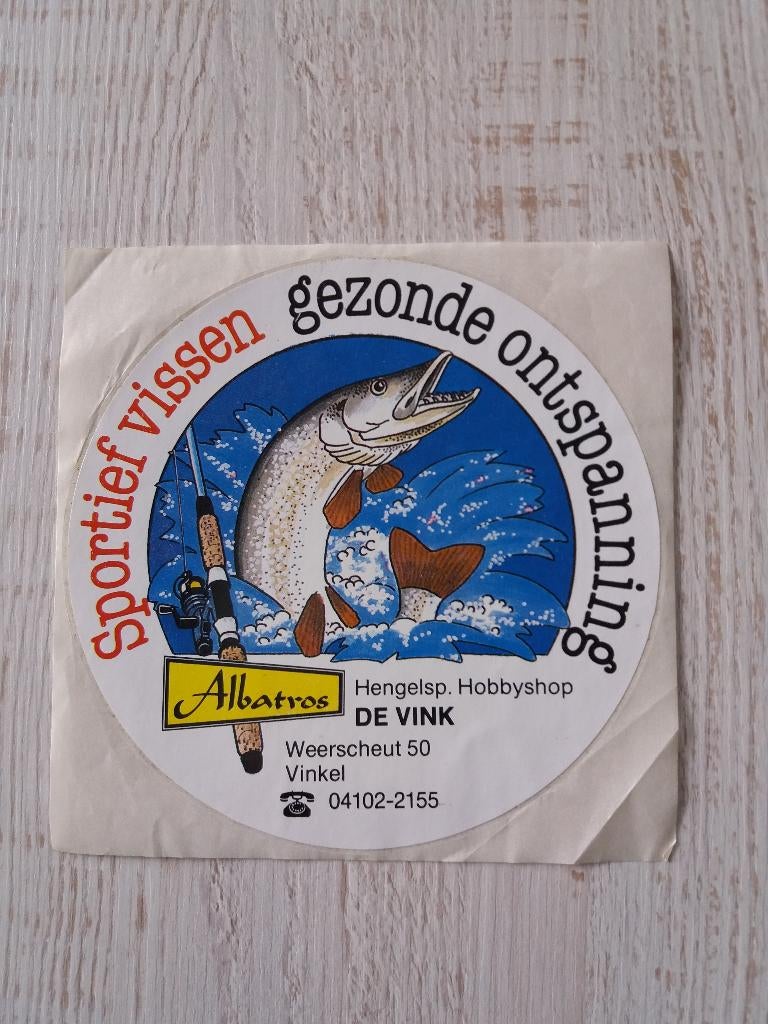 Sportief vissen gezonde ontspanning
Albatros
Hengelsp. Hobbyshop
DE VINK
Weerscheut 50
Vinkel
04102-2155